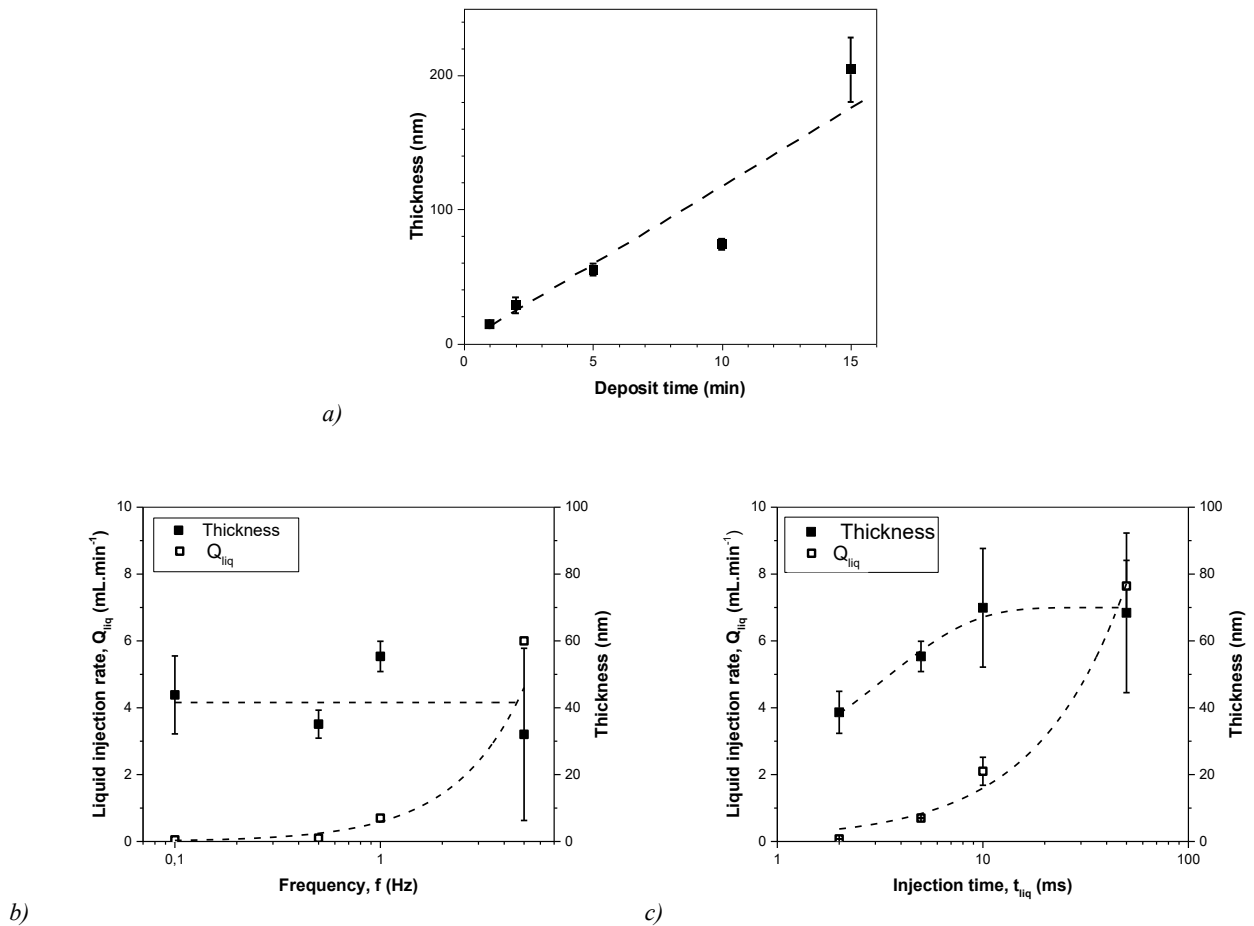 200
100
0
0
5
10
15
Thickness (nm)
Deposit time (min)
a)
10
8
6
4
2
0
100
80
60
40
20
0
0,1
1
Thickness
Q_liq
Liquid injection rate, Q_liq (mL.min⁻¹)
Thickness (nm)
Frequency, f (Hz)
b)
10
8
6
4
2
0
100
80
60
40
20
0
1
10
100
Thickness
Q_liq
Liquid injection rate, Q_liq (mL.min⁻¹)
Thickness (nm)
Injection time, t_liq (ms)
c)